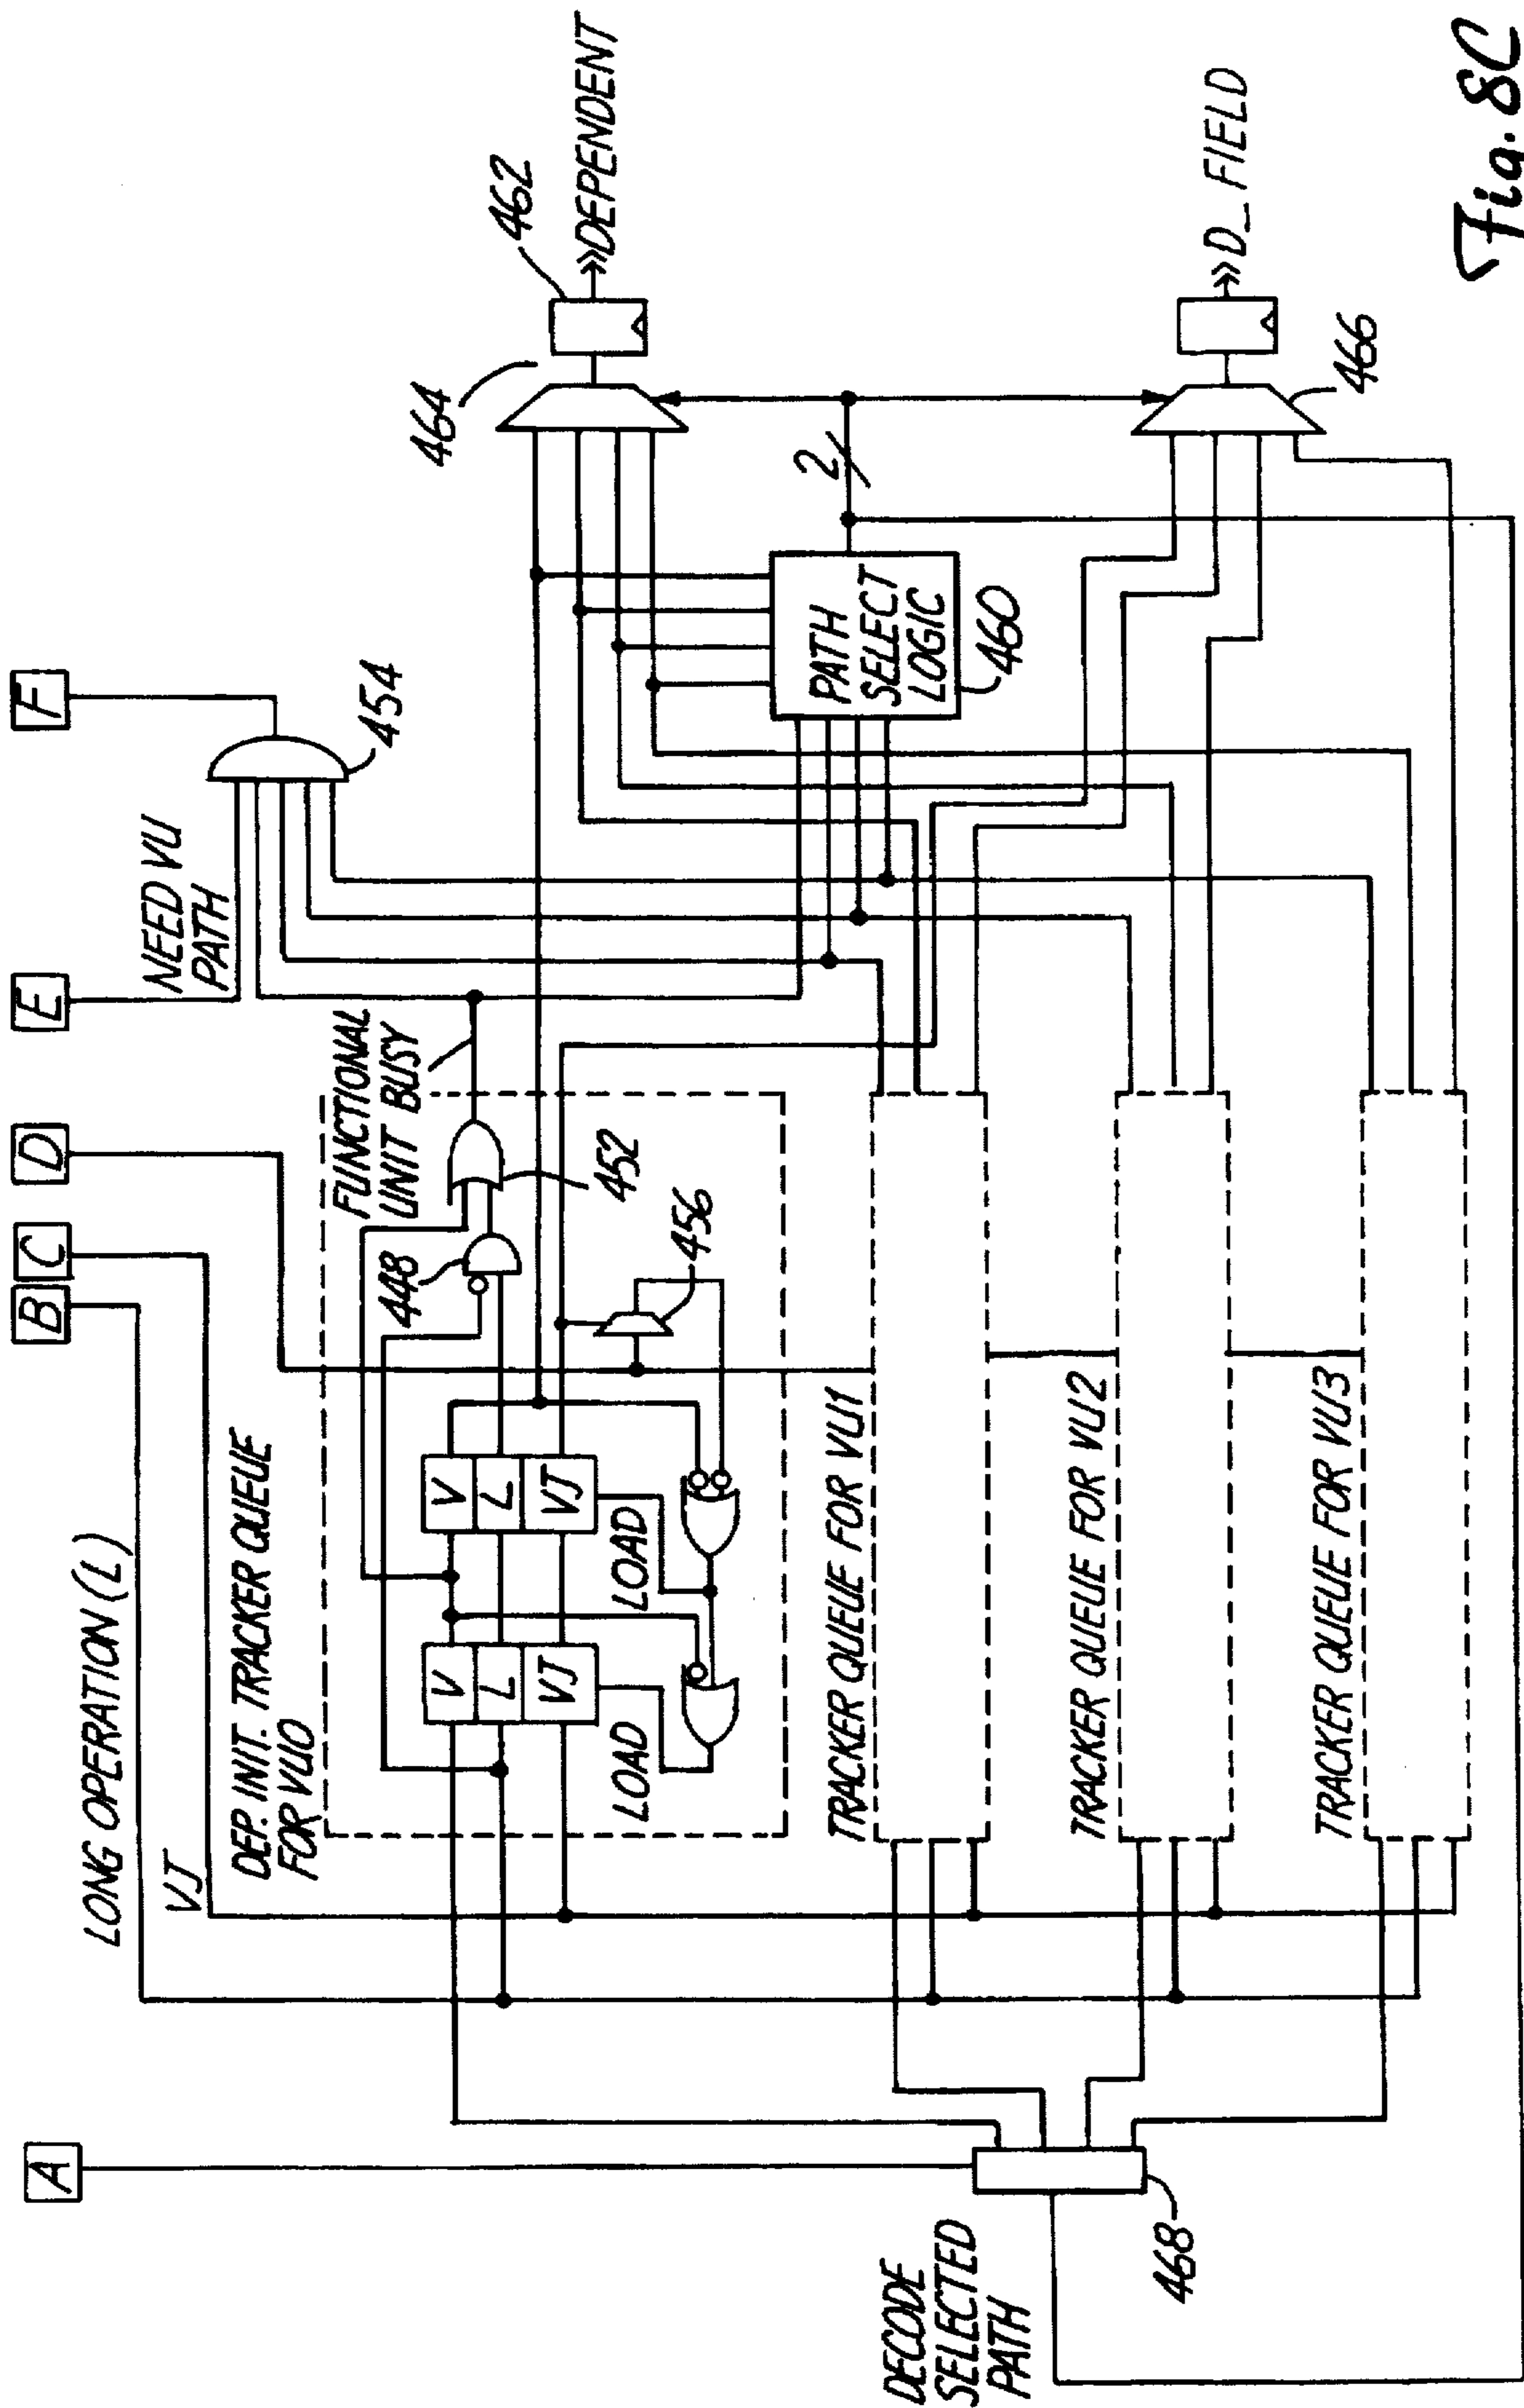 A
B
C
D
E
F
LONG OPERATION (L)
VJ
NEED VU
PATH
DEP. INIT. TRACKER QUEUE
FOR VU0
FUNCTIONAL
UNIT BUSY
454
448
V
L
VJ
V
L
VJ
452
456
LOAD
LOAD
464
462
DEPENDENT
2
PATH
SELECT
LOGIC
460
TRACKER QUEUE FOR VU1
DECODE
SELECTED
PATH
468
TRACKER QUEUE FOR VU2
D_FIELD
466
TRACKER QUEUE FOR VU3
Fig. 8C